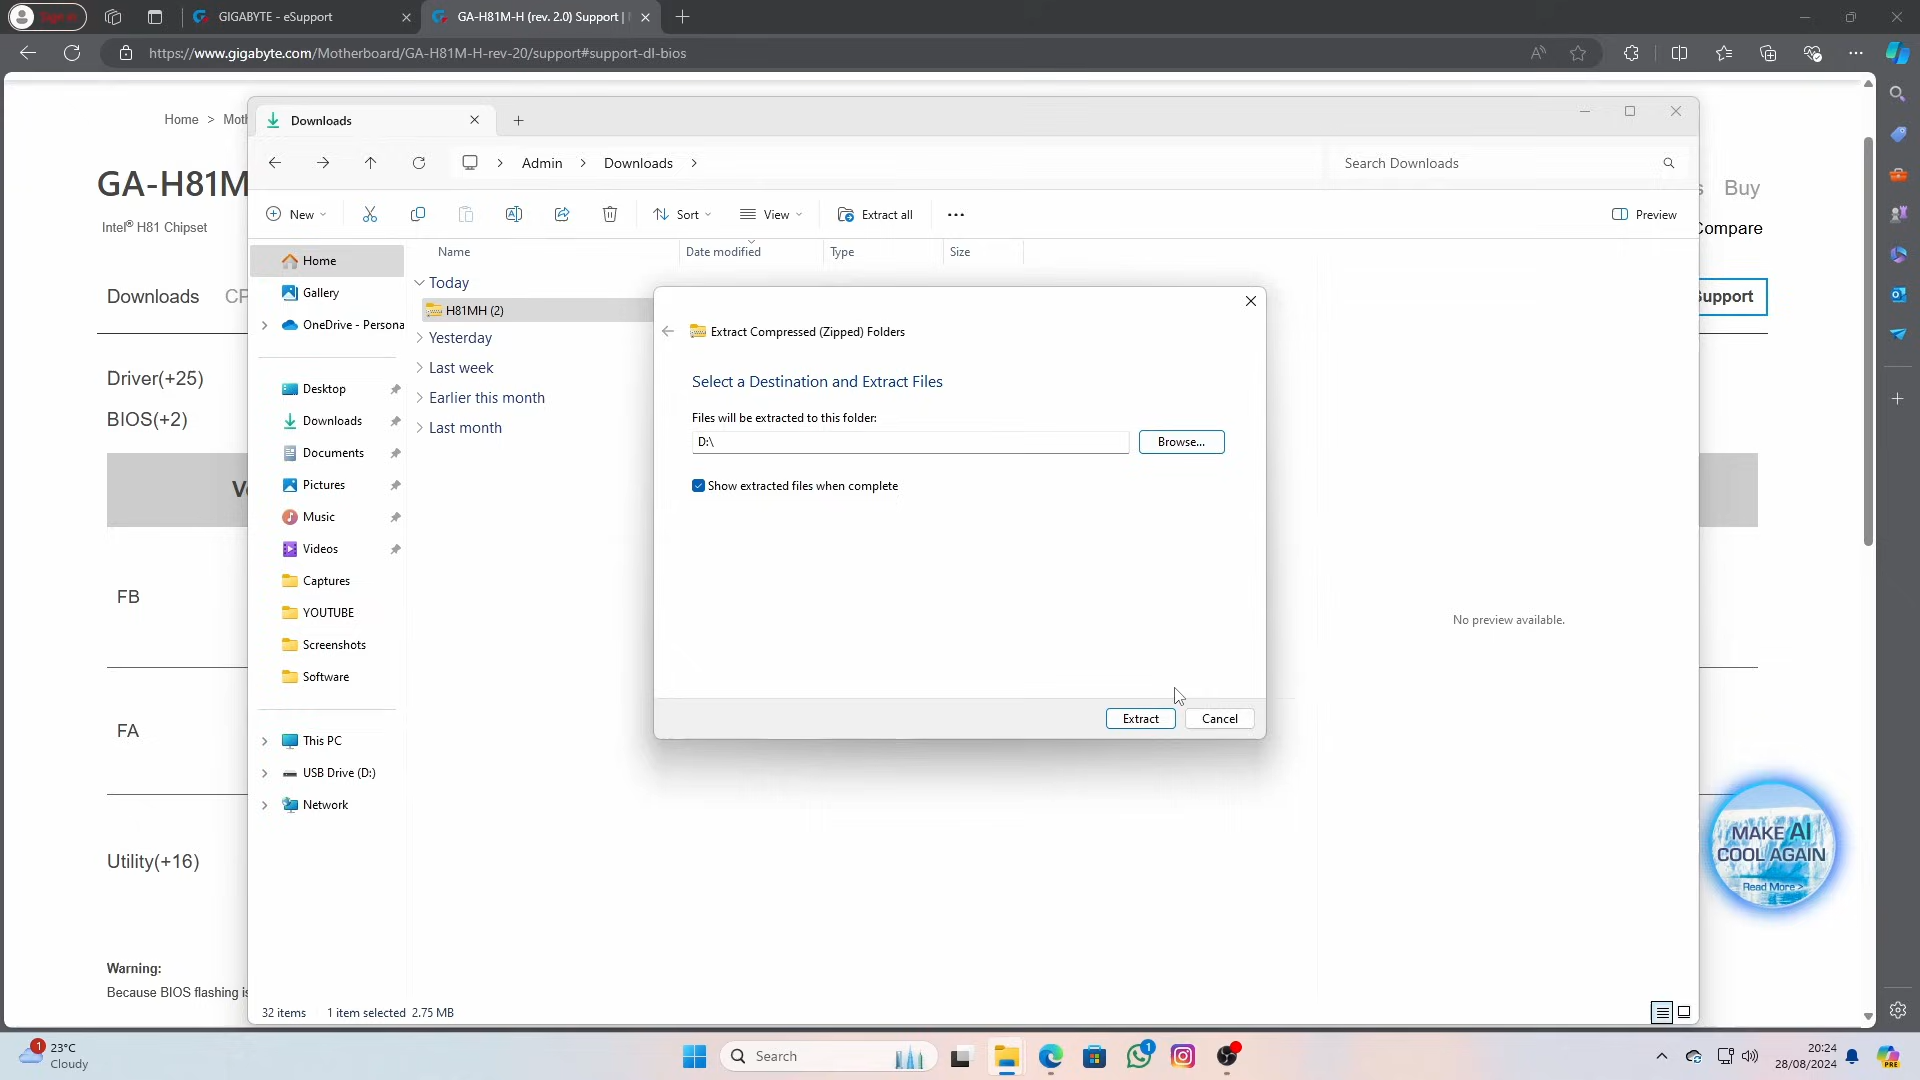 Sign in
GIGABYTE - eSupport
GA-H81M-H (rev. 2.0) Support |
https://www.gigabyte.com/Motherboard/GA-H81M-H-rev-20/support#support-dl-bios
Home > Moth
GA-H81M
Intel® H81 Chipset
Buy
Compare
Downloads
CP
Support
Driver(+25)
BIOS(+2)
Ve
FB
FA
Utility(+16)
Warning:
Because BIOS flashing is
MAKE AI
COOL AGAIN
Read More >
Downloads
Admin > Downloads >
Search Downloads
New
Sort
View
Extract all
Preview
Home
Gallery
OneDrive - Persona
Desktop
Downloads
Documents
Pictures
Music
Videos
Captures
YOUTUBE
Screenshots
Software
This PC
USB Drive (D:)
Network
Name
Date modified
Type
Size
Today
H81MH (2)
Yesterday
Last week
Earlier this month
Last month
No preview available.
32 items
1 item selected 2.75 MB
Extract Compressed (Zipped) Folders
Select a Destination and Extract Files
Files will be extracted to this folder:
D:\
Browse...
Show extracted files when complete
Extract
Cancel
1
23°C
Cloudy
Search
1
20:24
28/08/2024
PRE